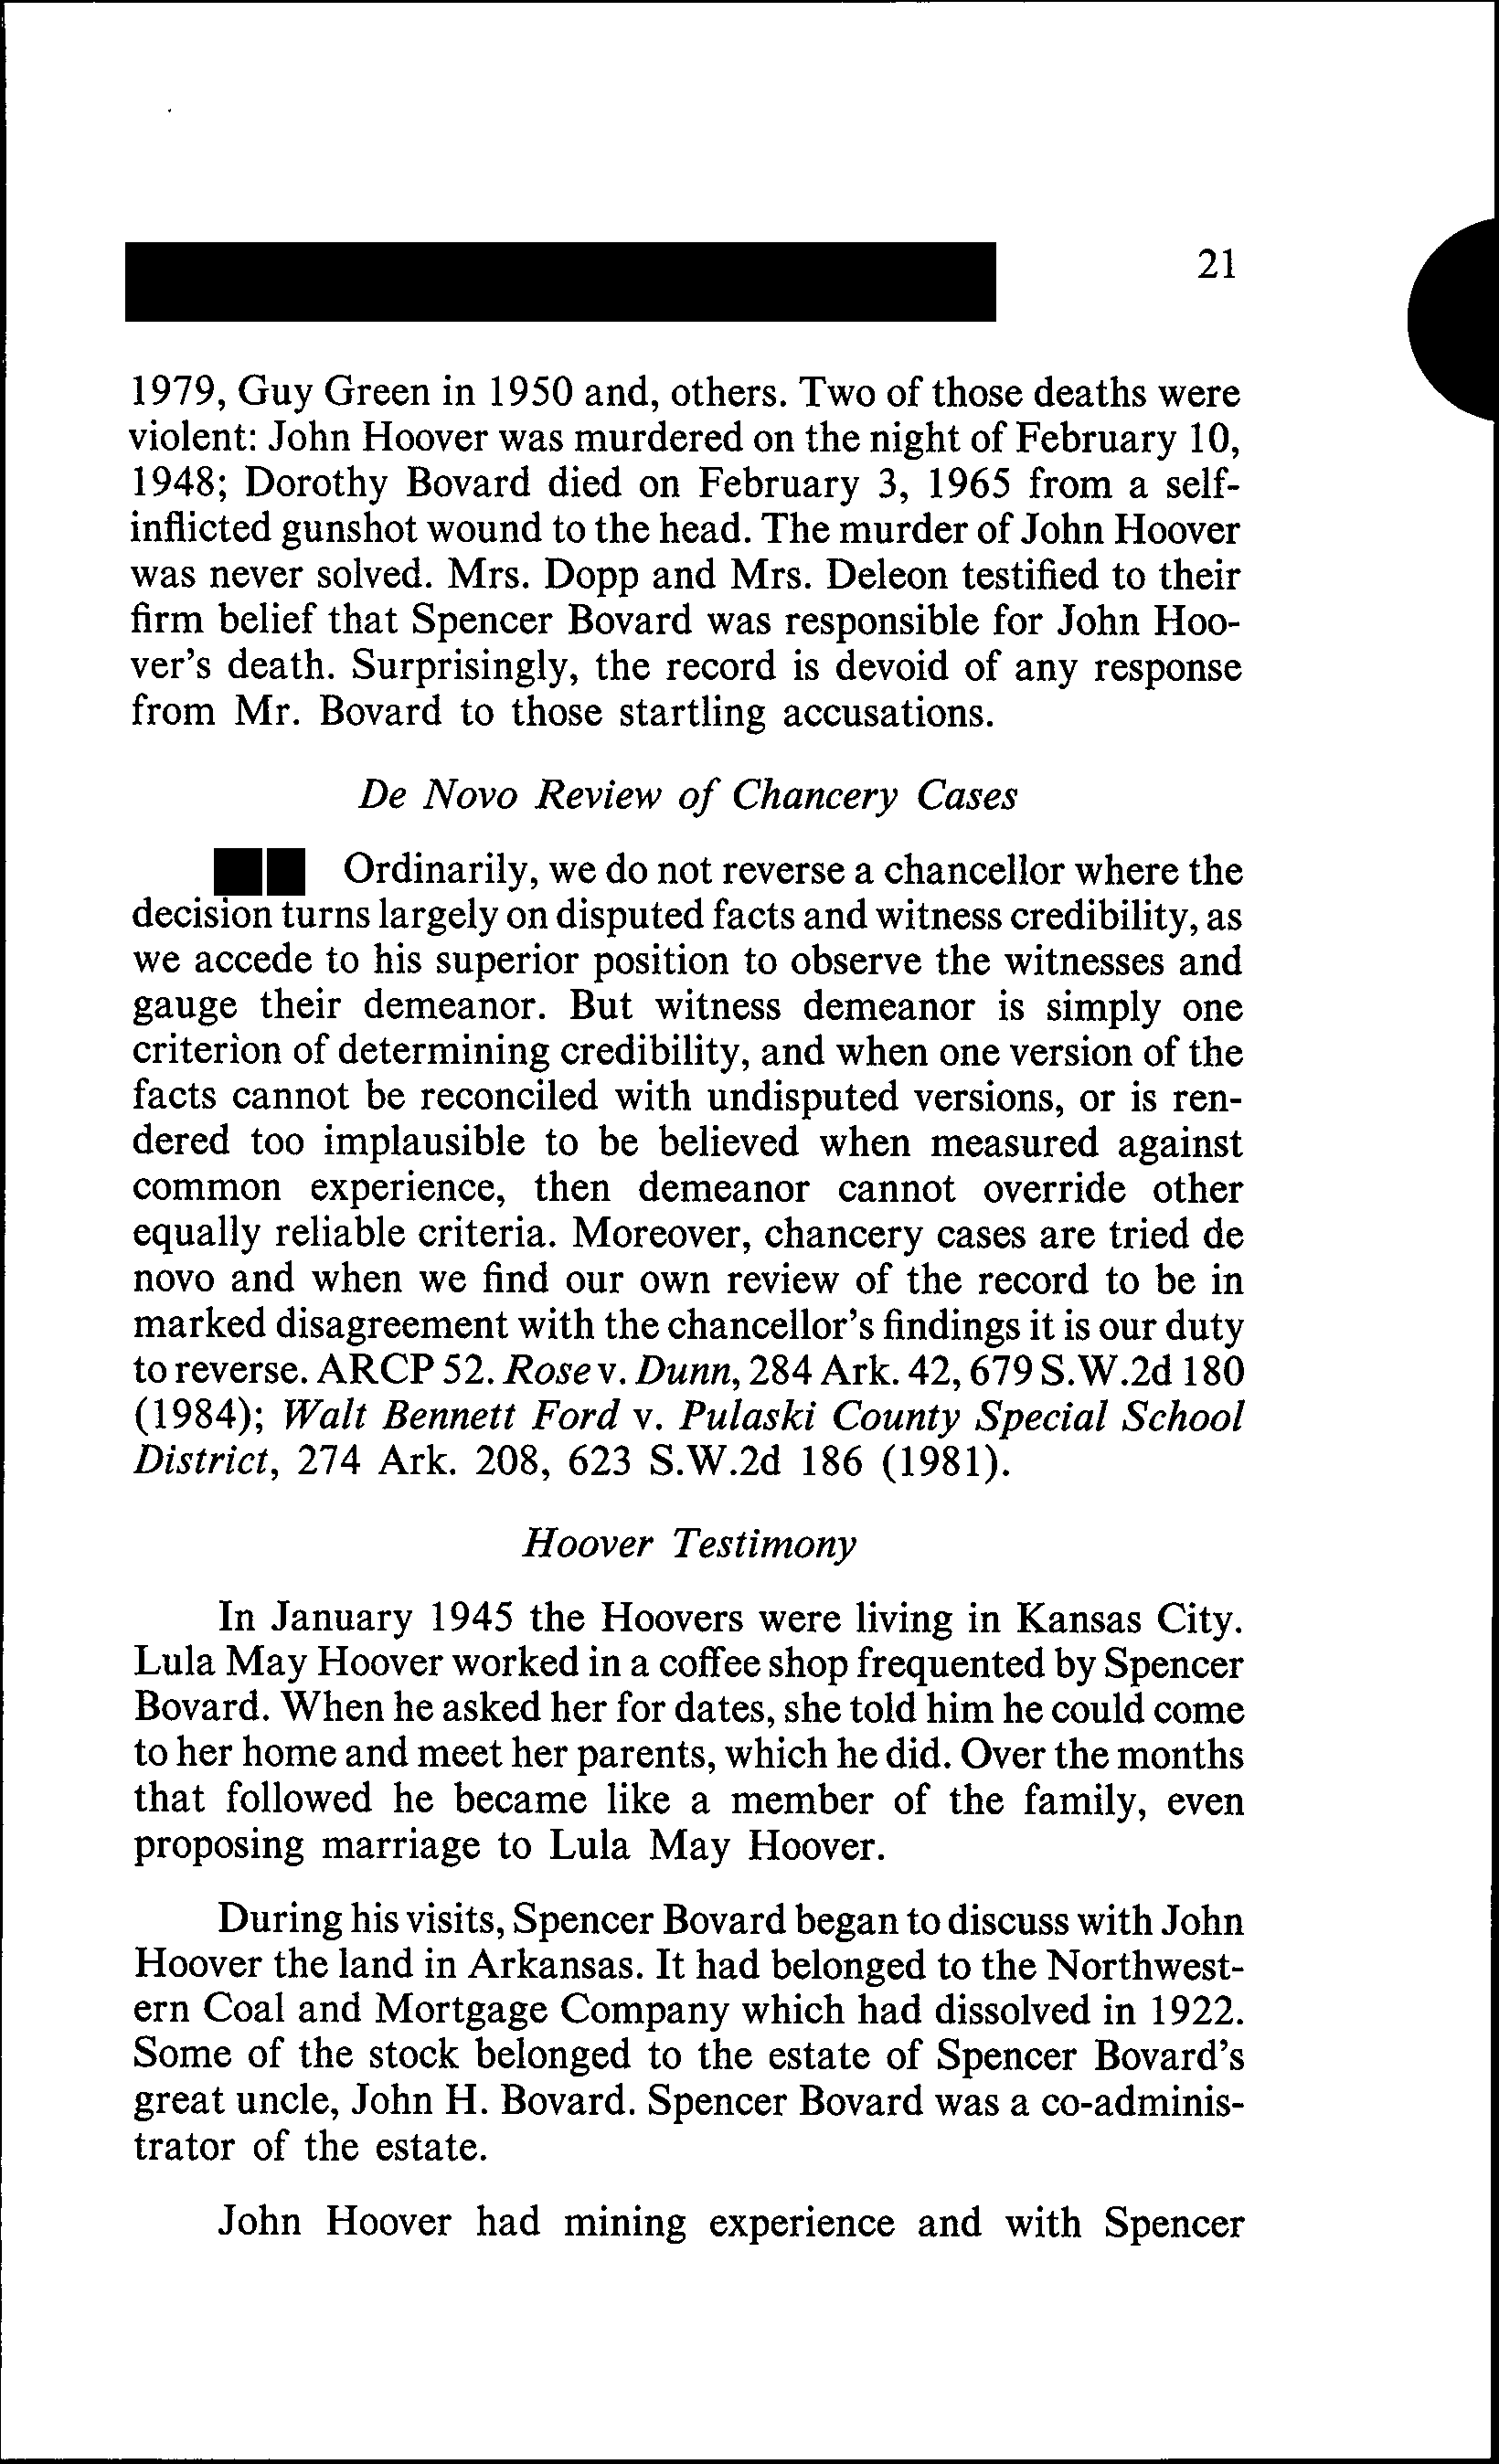 21
1979, Guy Green in 1950 and, others. Two of those deaths were
violent: John Hoover was murdered on the night of February 10,
1948; Dorothy Bovard died on February 3, 1965 from a self-
inflicted gunshot wound to the head. The murder of John Hoover
was never solved. Mrs. Dopp and Mrs. Deleon testified to their
firm belief that Spencer Bovard was responsible for John Hoo-
ver's death. Surprisingly, the record is devoid of any response
from Mr. Bovard to those startling accusations.
De Novo Review of Chancery Cases
Ordinarily, we do not reverse a chancellor where the
decision turns largely on disputed facts and witness credibility, as
we accede to his superior position to observe the witnesses and
gauge their demeanor. But witness demeanor is simply one
criterion of determining credibility, and when one version of the
facts cannot be reconciled with undisputed versions, or is ren-
dered too implausible to be believed when measured against
common experience, then demeanor cannot override other
equally reliable criteria. Moreover, chancery cases are tried de
novo and when we find our own review of the record to be in
marked disagreement with the chancellor's findings it is our duty
to reverse. ARCP 52. Rose v. Dunn, 284 Ark. 42, 679 S.W.2d 180
(1984); Walt Bennett Ford v. Pulaski County Special School
District, 274 Ark. 208, 623 S.W.2d 186 (1981).
Hoover Testimony
In January 1945 the Hoovers were living in Kansas City.
Lula May Hoover worked in a coffee shop frequented by Spencer
Bovard. When he asked her for dates, she told him he could come
to her home and meet her parents, which he did. Over the months
that followed he became like a member of the family, even
proposing marriage to Lula May Hoover.
During his visits, Spencer Bovard began to discuss with John
Hoover the land in Arkansas. It had belonged to the Northwest-
ern Coal and Mortgage Company which had dissolved in 1922.
Some of the stock belonged to the estate of Spencer Bovard's
great uncle, John H. Bovard. Spencer Bovard was a co-adminis-
trator of the estate.
John Hoover had mining experience and with Spencer